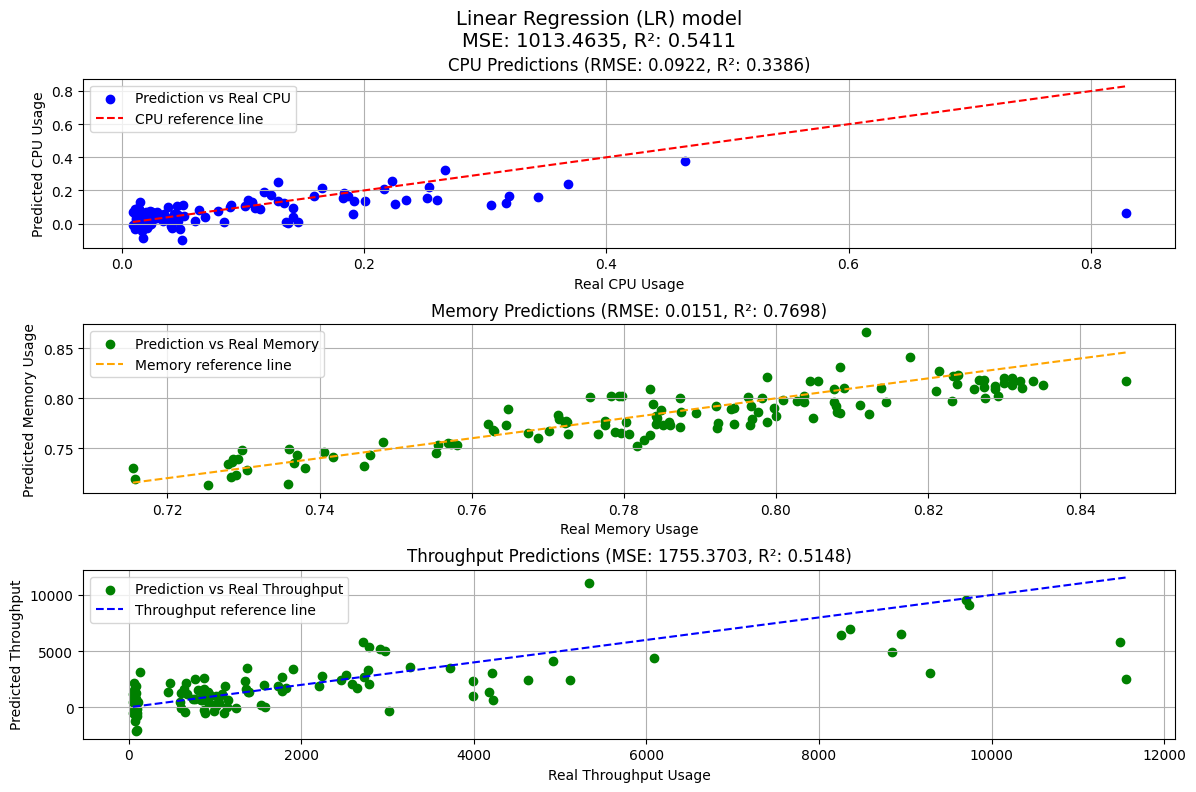 Linear Regression (LR) model
MSE: 1013.4635, R²: 0.5411
CPU Predictions (RMSE: 0.0922, R²: 0.3386)
Prediction vs Real CPU
CPU reference line
Predicted CPU Usage
0.8
0.6
0.4
0.2
0.0
0.0 0.2 0.4 0.6 0.8
Real CPU Usage
Memory Predictions (RMSE: 0.0151, R²: 0.7698)
Prediction vs Real Memory
Memory reference line
Predicted Memory Usage
0.85
0.80
0.75
0.72 0.74 0.76 0.78 0.80 0.82 0.84
Real Memory Usage
Throughput Predictions (MSE: 1755.3703, R²: 0.5148)
Prediction vs Real Throughput
Throughput reference line
Predicted Throughput
10000
5000
0
0 2000 4000 6000 8000 10000 12000
Real Throughput Usage